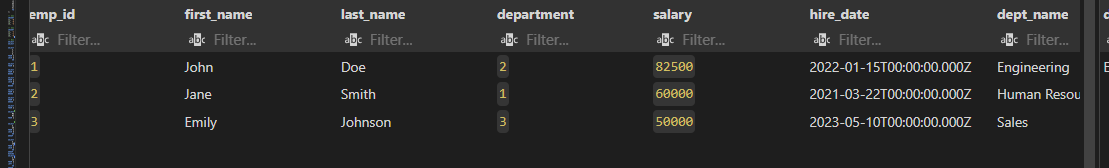 emp_id first_name last_name department salary hire_date dept_name
Filter... Filter... Filter... Filter... Filter... Filter... Filter...
1 John Doe 2 82500 2022-01-15T00:00:00.000Z Engineering
2 Jane Smith 1 60000 2021-03-22T00:00:00.000Z Human Resou
3 Emily Johnson 3 50000 2023-05-10T00:00:00.000Z Sales